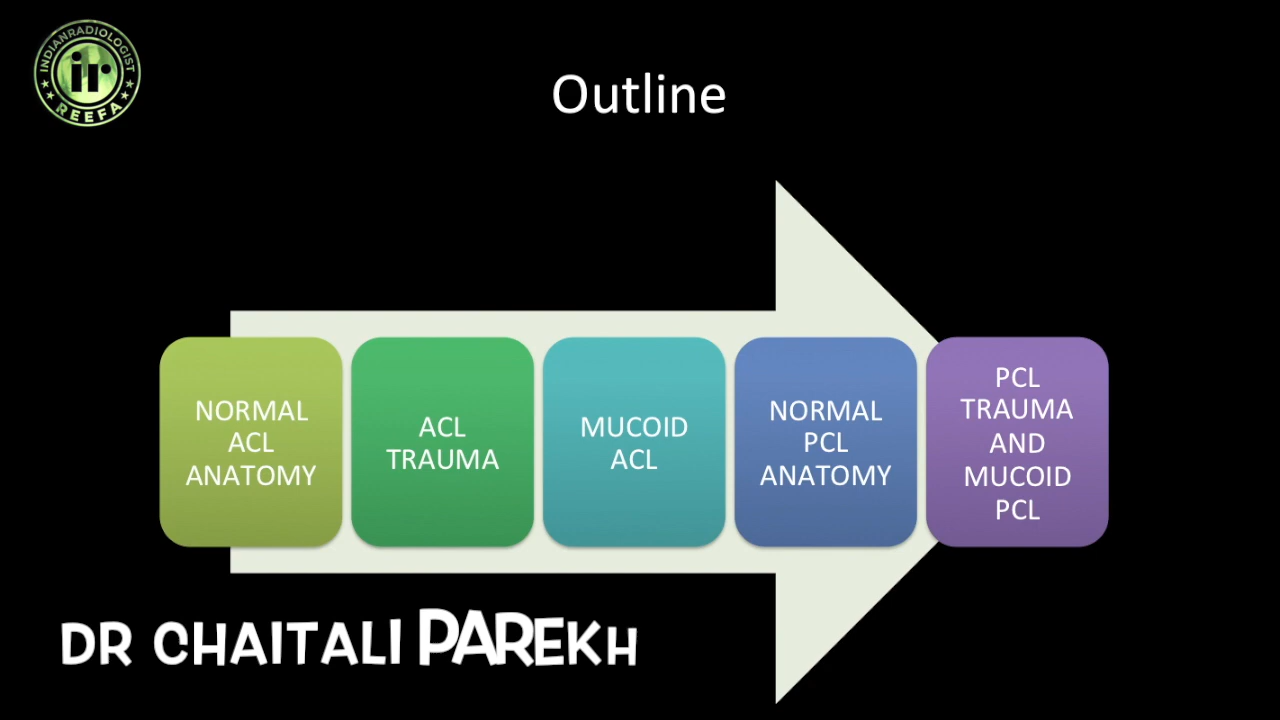 INDIANRADIOLOGIST
ir
REEFA
Outline
NORMAL
ACL
ANATOMY
ACL
TRAUMA
MUCOID
ACL
NORMAL
PCL
ANATOMY
PCL
TRAUMA
AND
MUCOID
PCL
DR CHAITALI PAREKH